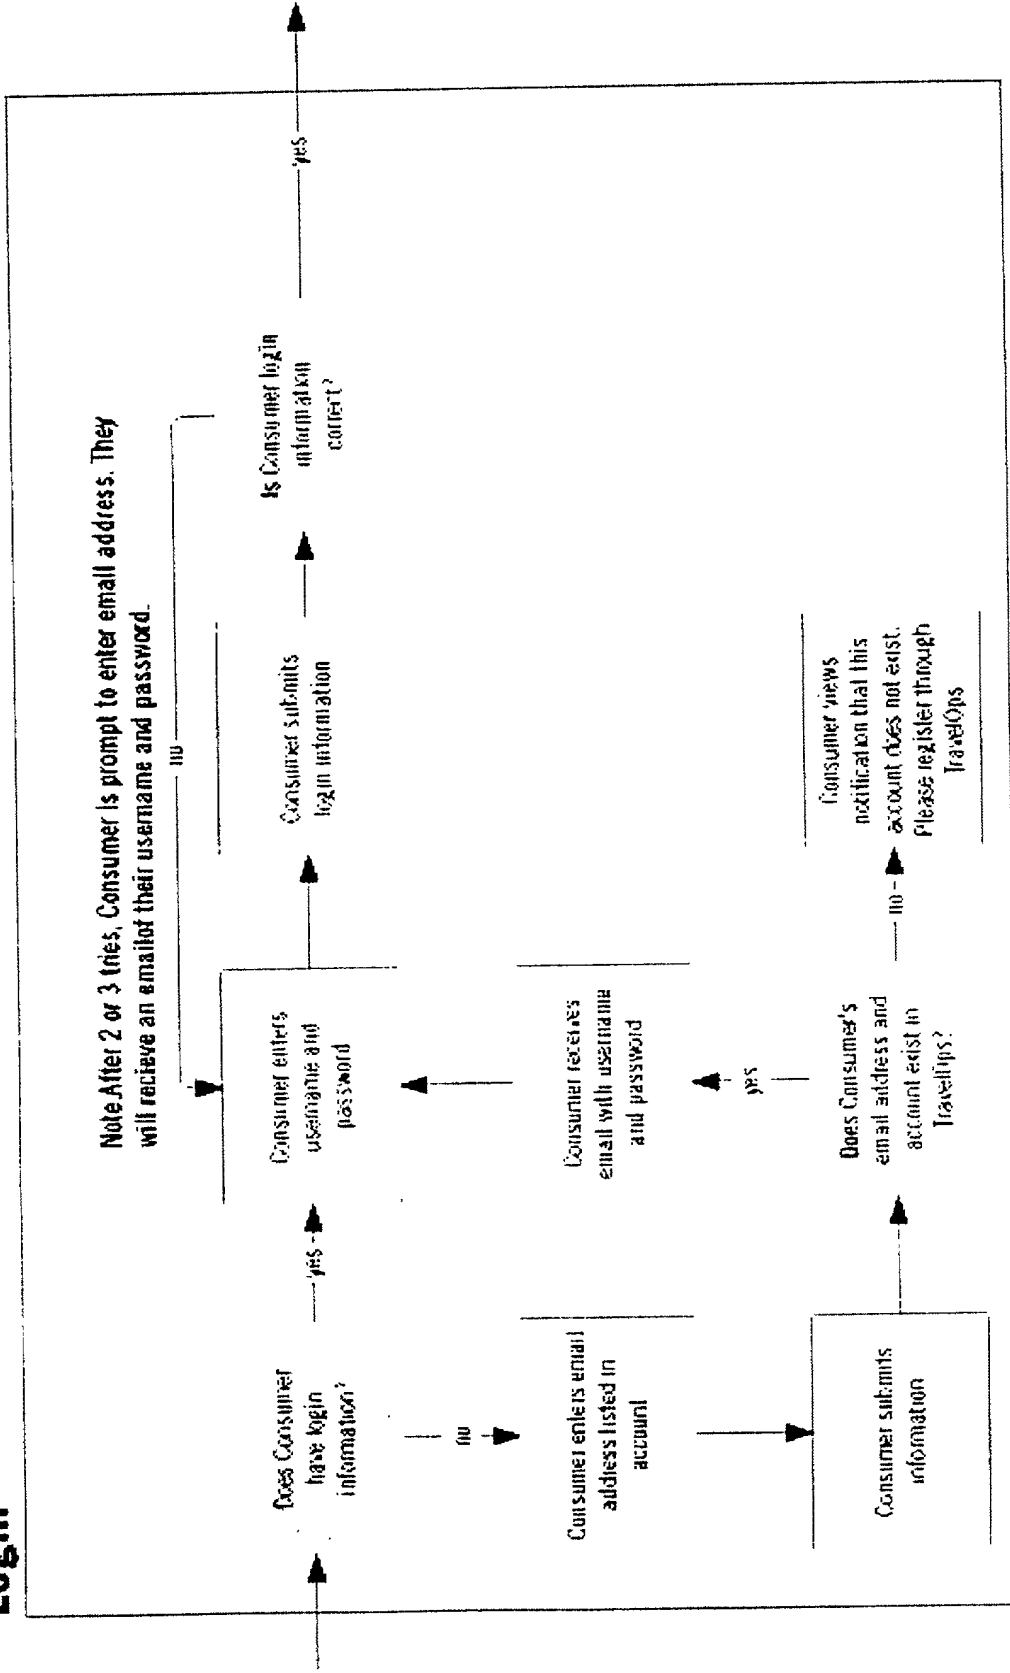 Login
Note After 2 or 3 tries, Consumer is prompt to enter email address. They
will recieve an emailof their username and password.
no
Does Consumer
have login
information?
yes
Consumer enters
username and
password
Consumer submits
login information
Is Consumer login
information
correct?
yes
no
Consumer enters email
address listed in
account
Consumer receives
email with username
and password
yes
Consumer submits
information
Does Consumer's
email address and
account exist in
TravelOps?
no
Consumer views
notification that this
account does not exist.
Please register through
TravelOps